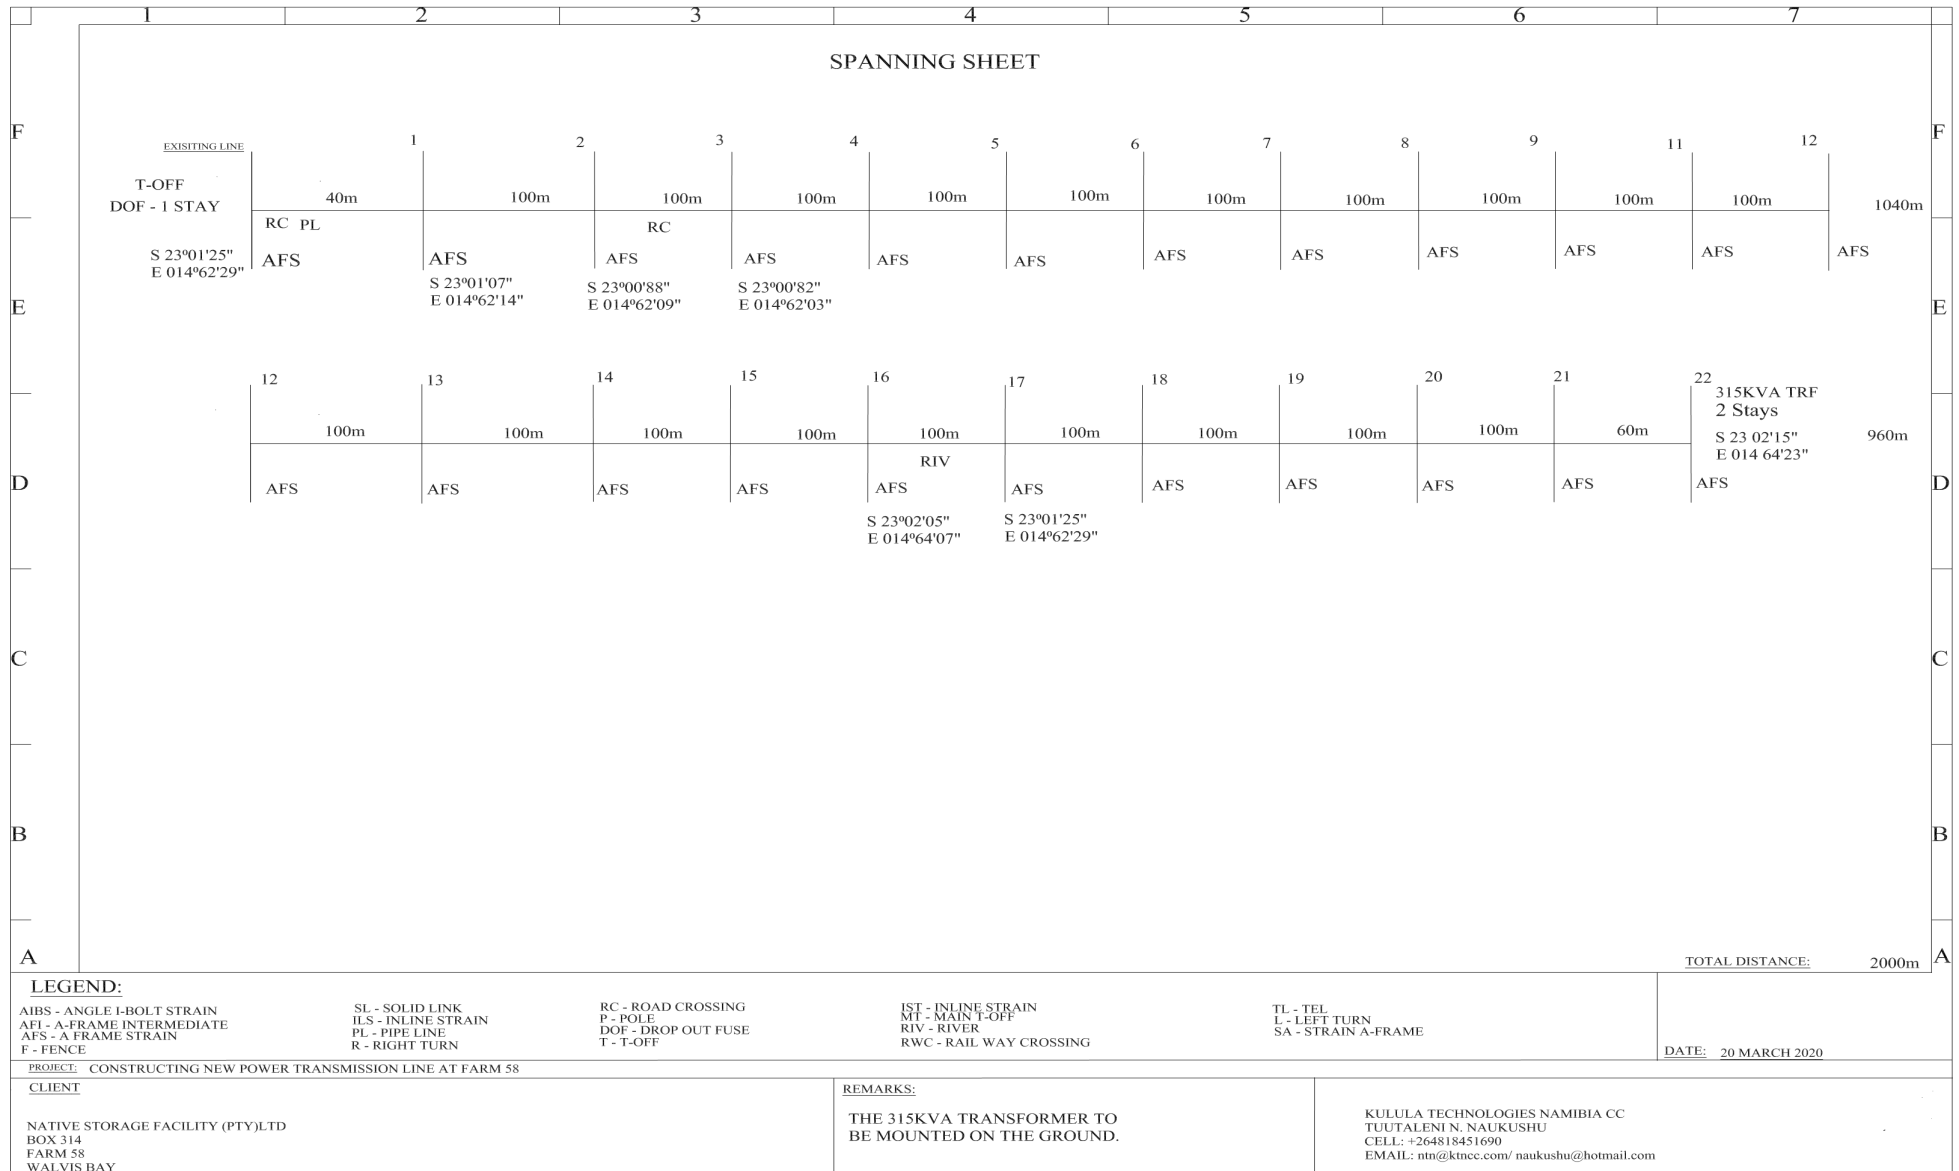 1 2 3 4 5 6 7
SPANNING SHEET
F F
EXISITING LINE
1 2 3 4 5 6 7 8 9 11 12
T-OFF
DOF - 1 STAY
40m 100m 100m 100m 100m 100m 100m 100m 100m 100m 100m 1040m
RC PL RC
S 23º01'25"
E 014º62'29"
AFS AFS AFS AFS AFS AFS AFS AFS AFS AFS AFS AFS
S 23º01'07"
E 014º62'14"
S 23º00'88"
E 014º62'09"
S 23º00'82"
E 014º62'03"
E E
12 13 14 15 16 17 18 19 20 21 22
315KVA TRF
2 Stays
S 23 02'15"
E 014 64'23"
100m 100m 100m 100m 100m 100m 100m 100m 100m 60m 960m
RIV
D D
AFS AFS AFS AFS AFS AFS AFS AFS AFS AFS AFS
S 23º02'05"
E 014º64'07"
S 23º01'25"
E 014º62'29"
C C
B B
A A
TOTAL DISTANCE: 2000m
LEGEND:
AIBS - ANGLE I-BOLT STRAIN
AFI - A-FRAME INTERMEDIATE
AFS - A FRAME STRAIN
F - FENCE
SL - SOLID LINK
ILS - INLINE STRAIN
PL - PIPE LINE
R - RIGHT TURN
RC - ROAD CROSSING
P - POLE
DOF - DROP OUT FUSE
T - T-OFF
IST - INLINE STRAIN
MT - MAIN T-OFF
RIV - RIVER
RWC - RAIL WAY CROSSING
TL - TEL
L - LEFT TURN
SA - STRAIN A-FRAME
DATE: 20 MARCH 2020
PROJECT: CONSTRUCTING NEW POWER TRANSMISSION LINE AT FARM 58
CLIENT
NATIVE STORAGE FACILITY (PTY)LTD
BOX 314
FARM 58
WALVIS BAY
REMARKS:
THE 315KVA TRANSFORMER TO
BE MOUNTED ON THE GROUND.
KULULA TECHNOLOGIES NAMIBIA CC
TUUTALENI N. NAUKUSHU
CELL: +264818451690
EMAIL: ntn@ktncc.com/ naukushu@hotmail.com